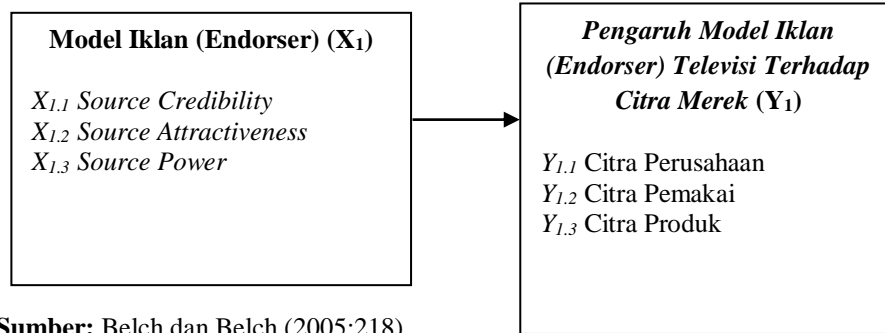 Model Iklan (Endorser) (X1)
X1.1 Source Credibility
X1.2 Source Attractiveness
X1.3 Source Power
Pengaruh Model Iklan
(Endorser) Televisi Terhadap
Citra Merek (Y1)
Y1.1 Citra Perusahaan
Y1.2 Citra Pemakai
Y1.3 Citra Produk
Sumber: Belch dan Belch (2005:218)